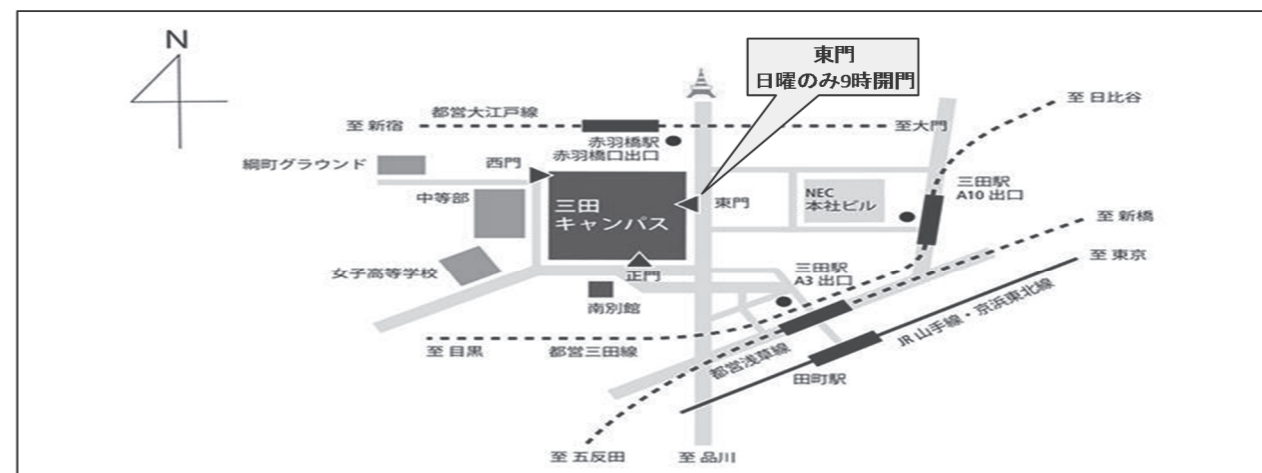 N
東門
日曜のみ9時開門
至 日比谷
都営大江戸線
至 新宿
至大門
赤羽橋駅
赤羽橋口出口
綱町グラウンド
西門
中等部
三田
キャンパス
東門
NEC
本社ビル
三田駅
A10 出口
至 新橋
至 東京
女子高等学校
正門
三田駅
A3 出口
南別館
JR 山手線・京浜東北線
至 目黒
都営三田線
都営浅草線
田町駅
至 五反田
至 品川